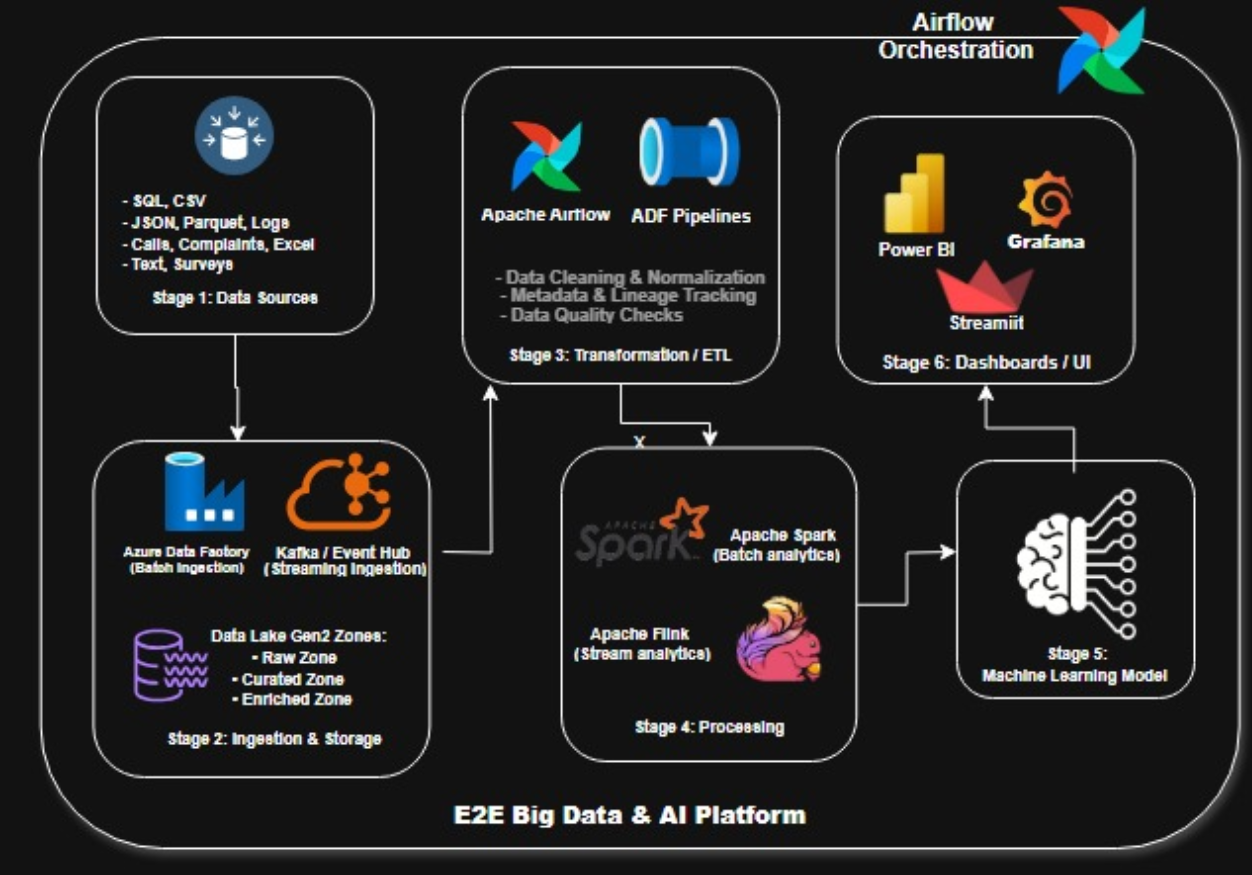 Airflow
Orchestration
- SQL, CSV
- JSON, Parquet, Logs
- Calls, Complaints, Excel
- Text, Surveys
Stage 1: Data Sources
Azure Data Factory
(Batch Ingestion)
Kafka / Event Hub
(Streaming Ingestion)
Data Lake Gen2 Zones:
- Raw Zone
- Curated Zone
- Enriched Zone
Stage 2: Ingestion & Storage
Apache Airflow
ADF Pipelines
- Data Cleaning & Normalization
- Metadata & Lineage Tracking
- Data Quality Checks
Stage 3: Transformation / ETL
X
APACHE
Spark
Apache Spark
(Batch analytics)
Apache Flink
(Stream analytics)
Stage 4: Processing
Stage 5:
Machine Learning Model
Power BI
Grafana
Streamlit
Stage 6: Dashboards / UI
E2E Big Data & AI Platform